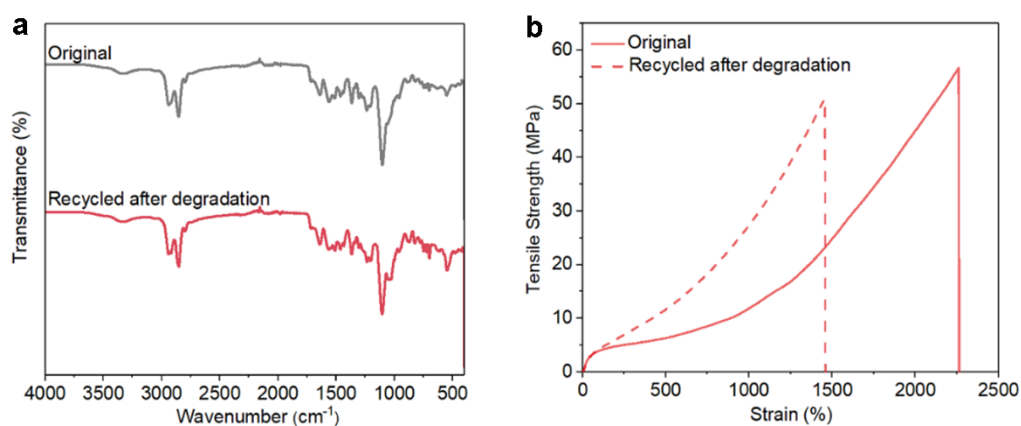 a
Original
Recycled after degradation
Transmittance (%)
4000 3500 3000 2500 2000 1500 1000 500
Wavenumber (cm⁻¹)
b
Original
Recycled after degradation
Tensile Strength (MPa)
60
50
40
30
20
10
0
0 500 1000 1500 2000 2500
Strain (%)